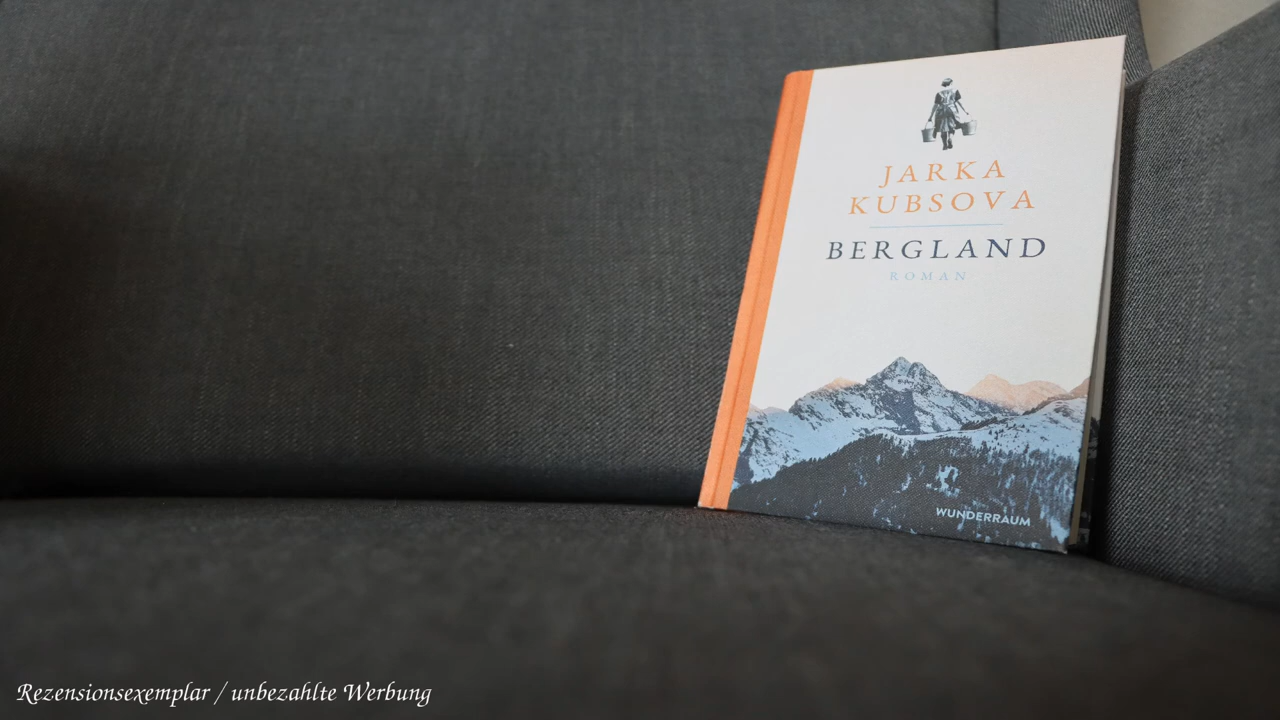 JARKA
KUBSOVA
BERGLAND
ROMAN
WUNDERRAUM
Rezensionsexemplar / unbezahlte Werbung